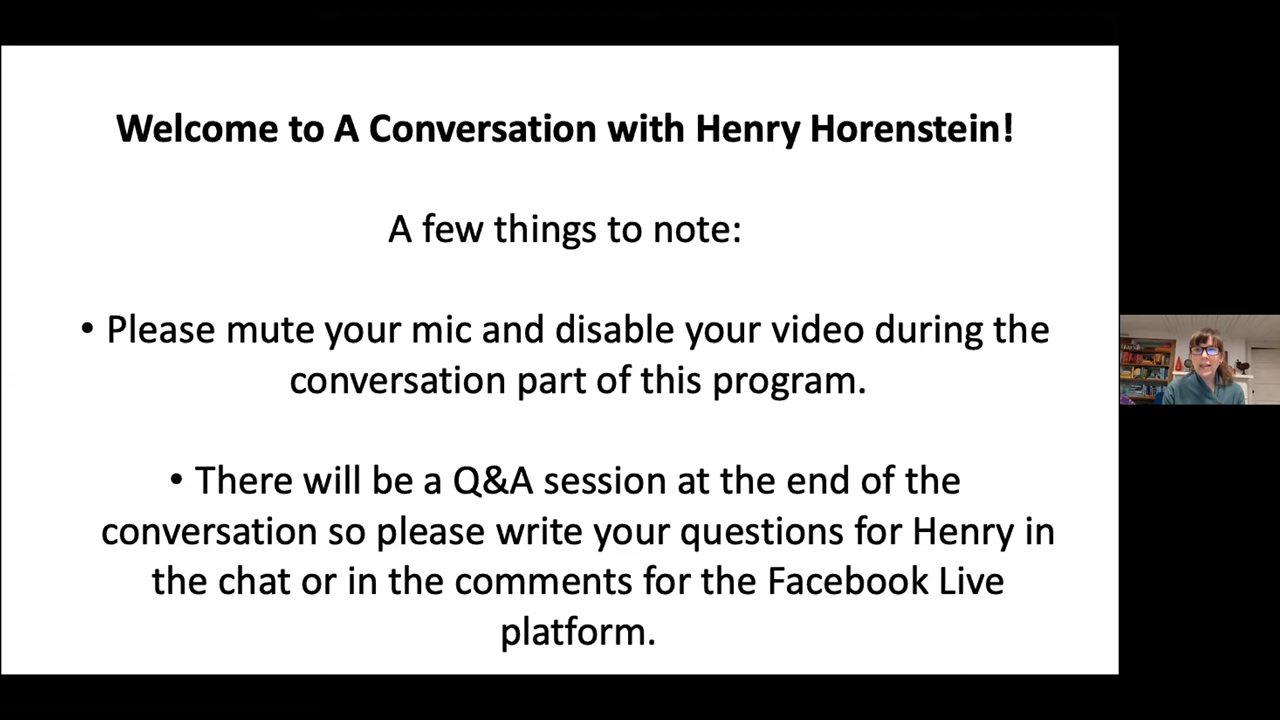 Welcome to A Conversation with Henry Horenstein!
A few things to note:
• Please mute your mic and disable your video during the
conversation part of this program.
• There will be a Q&A session at the end of the
conversation so please write your questions for Henry in
the chat or in the comments for the Facebook Live
platform.